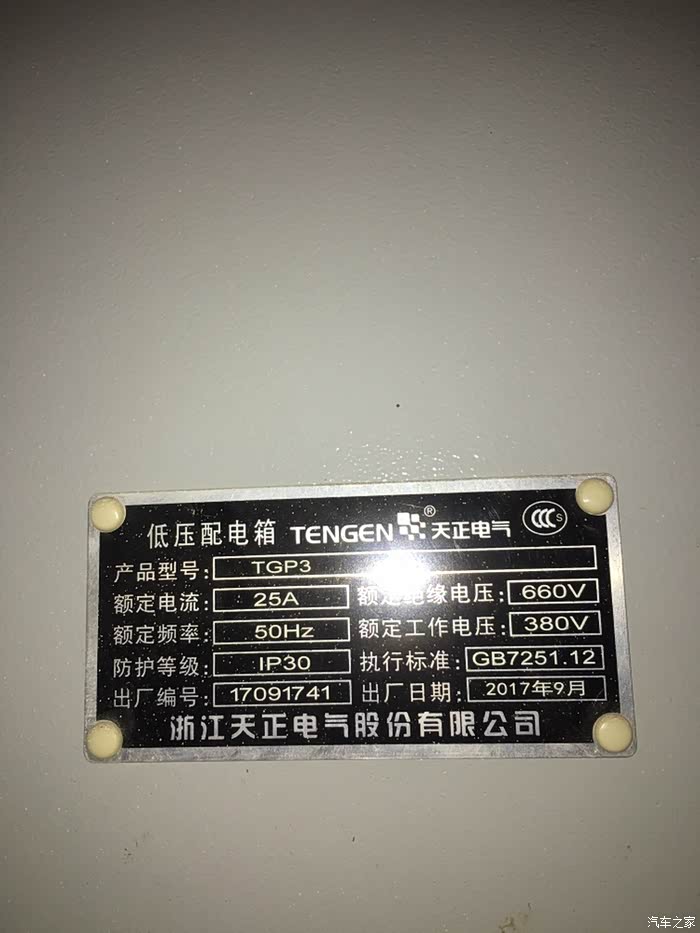 低压配电箱 TENGEN ® 天正电气 CCC S
产品型号: TGP3
额定电流: 25A 额定绝缘电压: 660V
额定频率: 50Hz 额定工作电压: 380V
防护等级: IP30 执行标准: GB7251.12
出厂编号: 17091741 出厂日期: 2017年9月
浙江天正电气股份有限公司
汽车之家